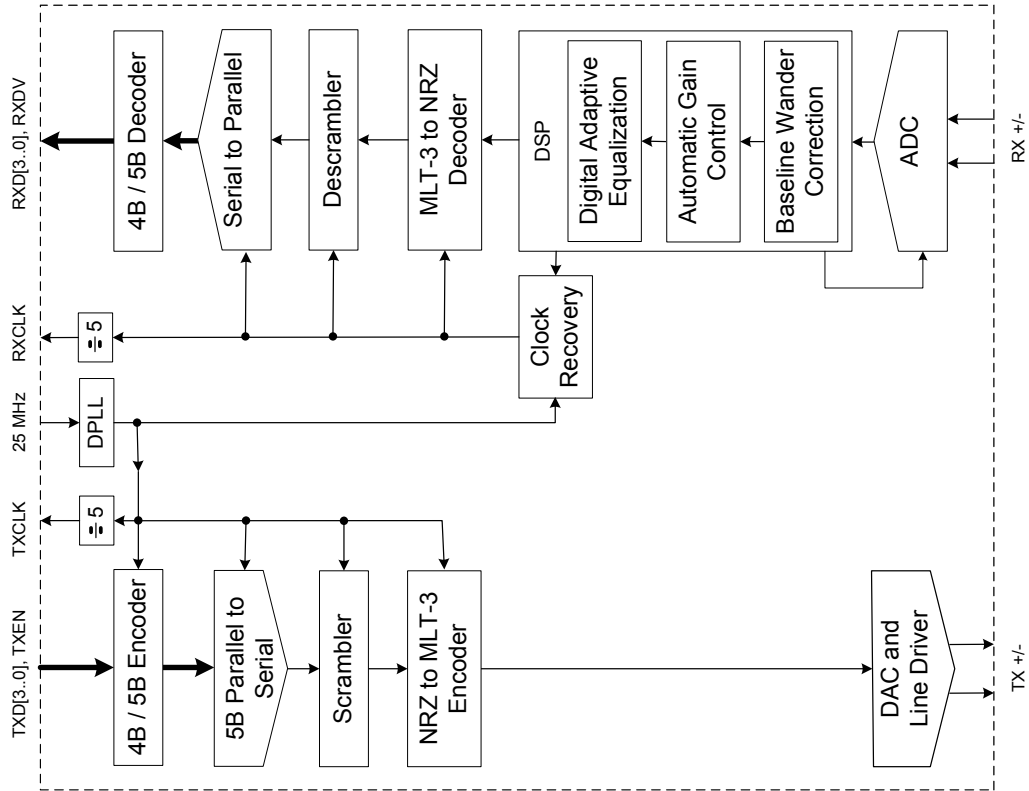 TXD[3..0], TXEN
TXCLK
25 MHz
RXCLK
RXD[3..0], RXDV
÷5
DPLL
÷5
4B / 5B Encoder
5B Parallel to
Serial
Scrambler
NRZ to MLT-3
Encoder
DAC and
Line Driver
TX +/-
Clock
Recovery
4B / 5B Decoder
Serial to Parallel
Descrambler
MLT-3 to NRZ
Decoder
DSP
Digital Adaptive
Equalization
Automatic Gain
Control
Baseline Wander
Correction
ADC
RX +/-